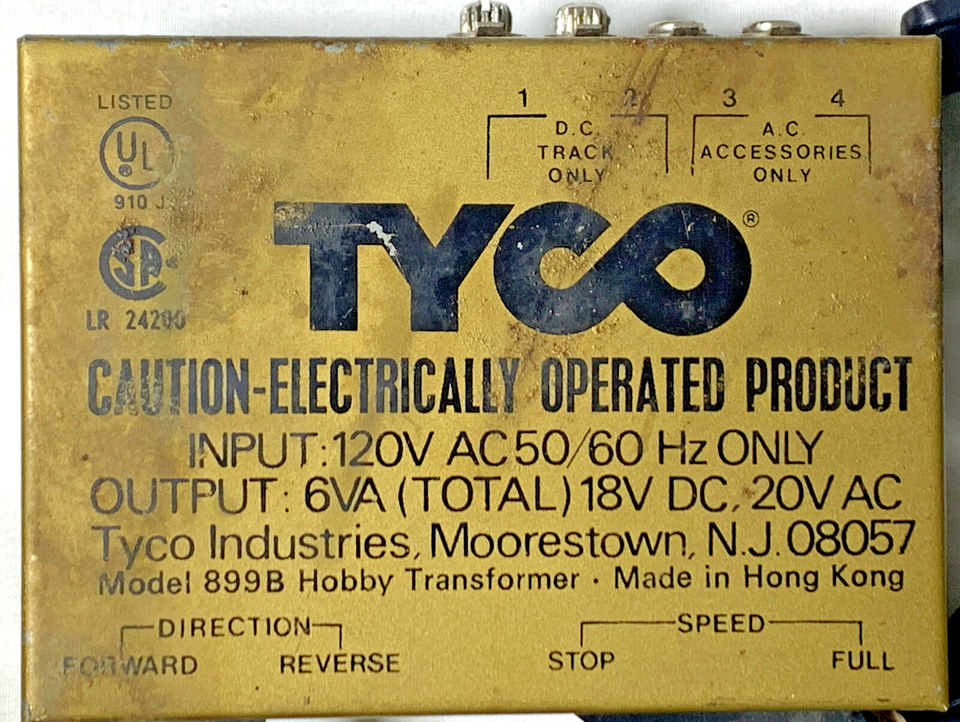 LISTED
UL
®
910 J
SA
LR 24200
1 2 3 4
D.C.
TRACK
ONLY
A.C.
ACCESSORIES
ONLY
TYCO®
CAUTION-ELECTRICALLY OPERATED PRODUCT
INPUT: 120V AC 50/60 Hz ONLY
OUTPUT: 6VA (TOTAL) 18V DC, 20V AC
Tyco Industries, Moorestown, N.J. 08057
Model 899B Hobby Transformer · Made in Hong Kong
DIRECTION
FORWARD REVERSE
SPEED
STOP FULL